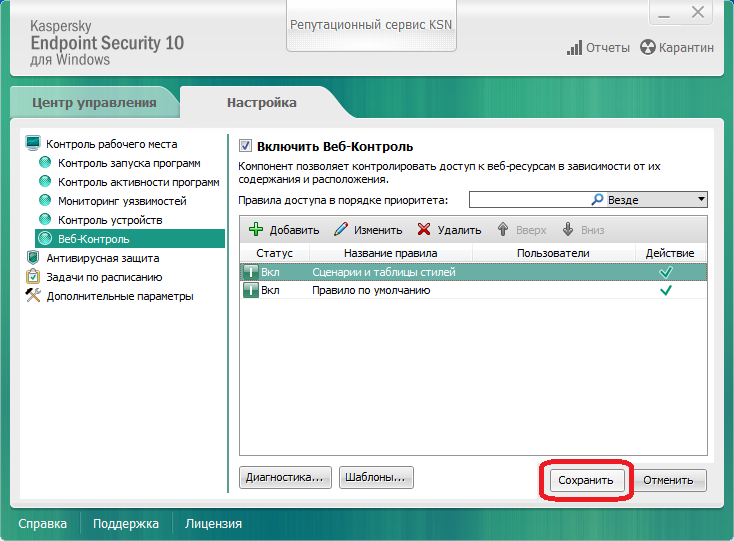 Kaspersky
Endpoint Security 10
для Windows
Репутационный сервис KSN
Отчеты
Карантин
Центр управления
Настройка
Контроль рабочего места
Контроль запуска программ
Контроль активности программ
Мониторинг уязвимостей
Контроль устройств
Веб-Контроль
Антивирусная защита
Задачи по расписанию
Дополнительные параметры
Включить Веб-Контроль
Компонент позволяет контролировать доступ к веб-ресурсам в зависимости от их
содержания и расположения.
Правила доступа в порядке приоритета: Везде
Добавить Изменить Удалить Вверх Вниз
Статус Название правила Пользователи Действие
Вкл Сценарии и таблицы стилей
Вкл Правило по умолчанию
Диагностика... Шаблоны... Сохранить Отменить
Справка Поддержка Лицензия